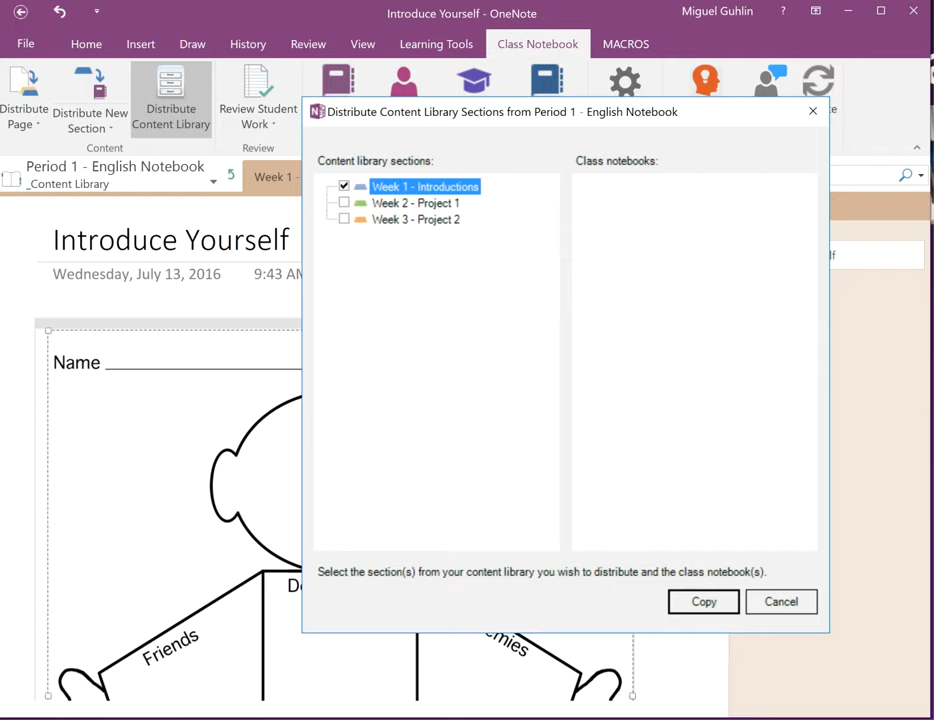 Introduce Yourself - OneNote
Miguel Guhlin
?
File
Home
Insert
Draw
History
Review
View
Learning Tools
Class Notebook
MACROS
Distribute
Page
Distribute New
Section
Distribute
Content Library
Review Student
Work
Content
Review
Period 1 - English Notebook
_Content Library
Week 1 -
Introduce Yourself
Wednesday, July 13, 2016
9:43 AM
Name
Friends
Distribute Content Library Sections from Period 1 - English Notebook
Content library sections:
Class notebooks:
Week 1 - Introductions
Week 2 - Project 1
Week 3 - Project 2
Select the section(s) from your content library you wish to distribute and the class notebook(s).
Copy
Cancel